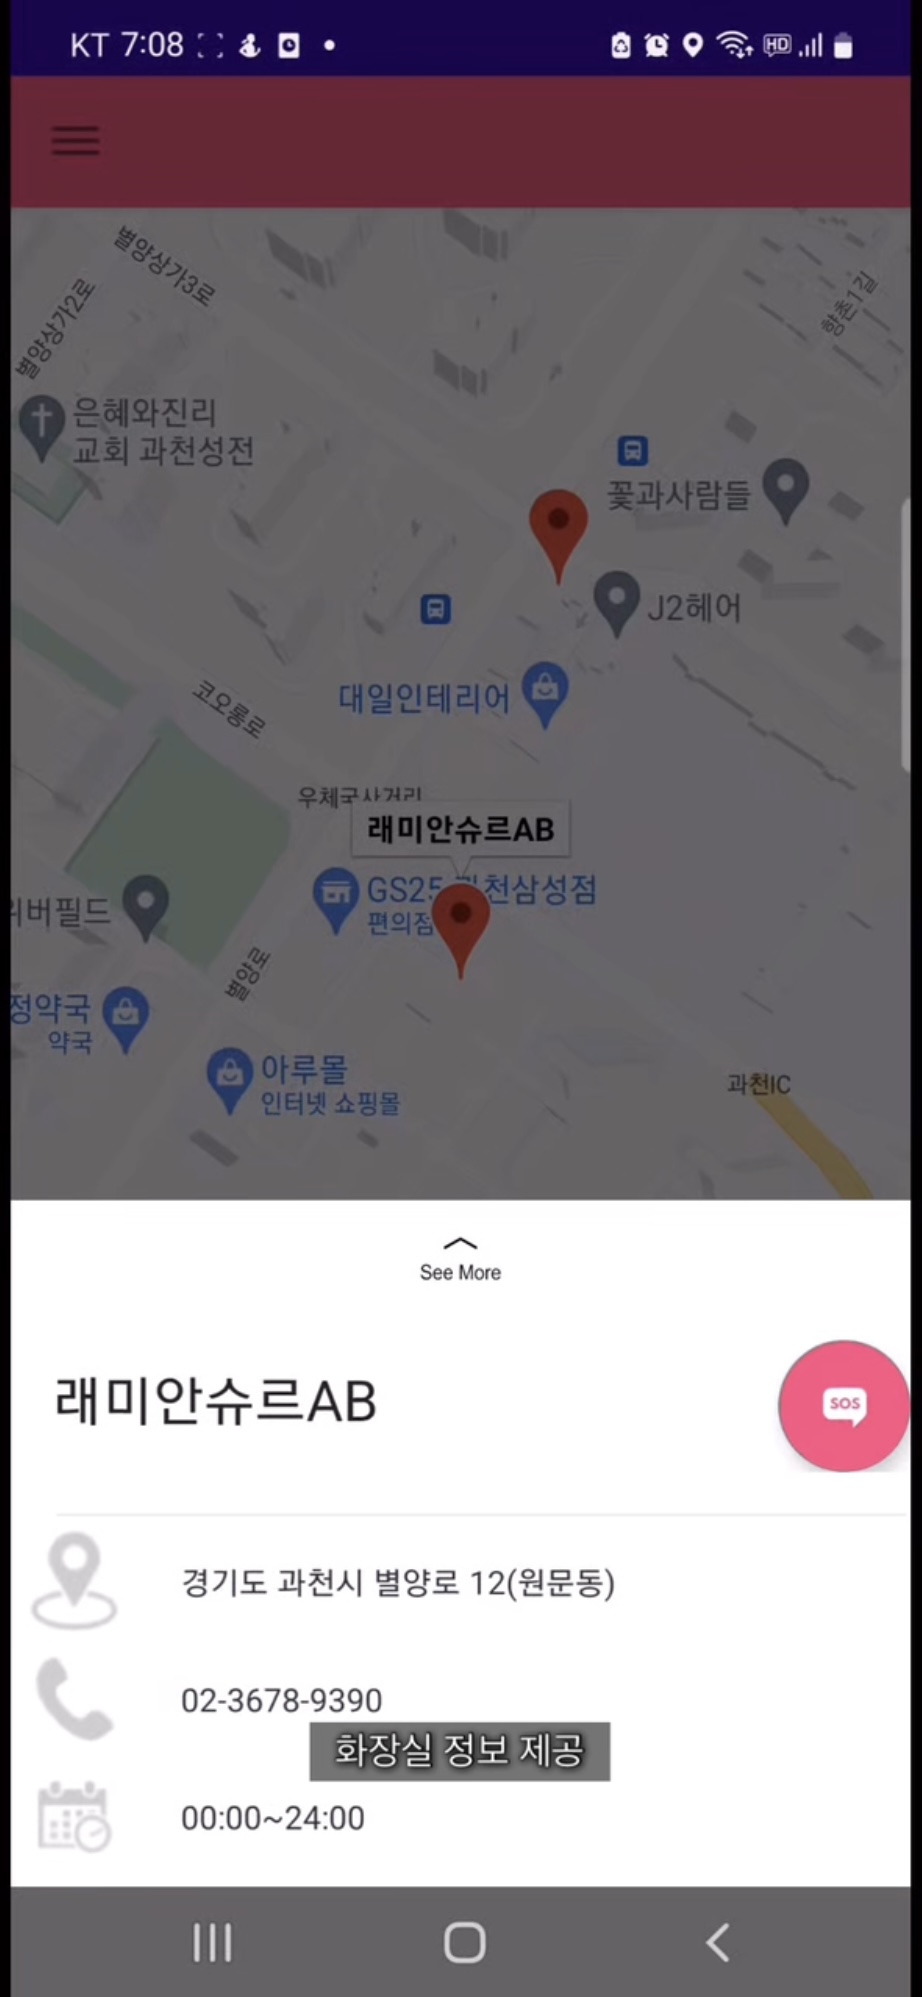 KT 7:08
HD
별양상가3로
별양상가2로
향촌1길
은혜와진리
교회 과천성전
꽃과사람들
J2헤어
대일인테리어
코오롱로
우체국사거리
래미안슈르AB
GS25 과천삼성점
편의점
위버필드
별양로
정약국
약국
아루몰
인터넷 쇼핑몰
과천IC
See More
래미안슈르AB
SOS
경기도 과천시 별양로 12(원문동)
02-3678-9390
화장실 정보 제공
00:00~24:00